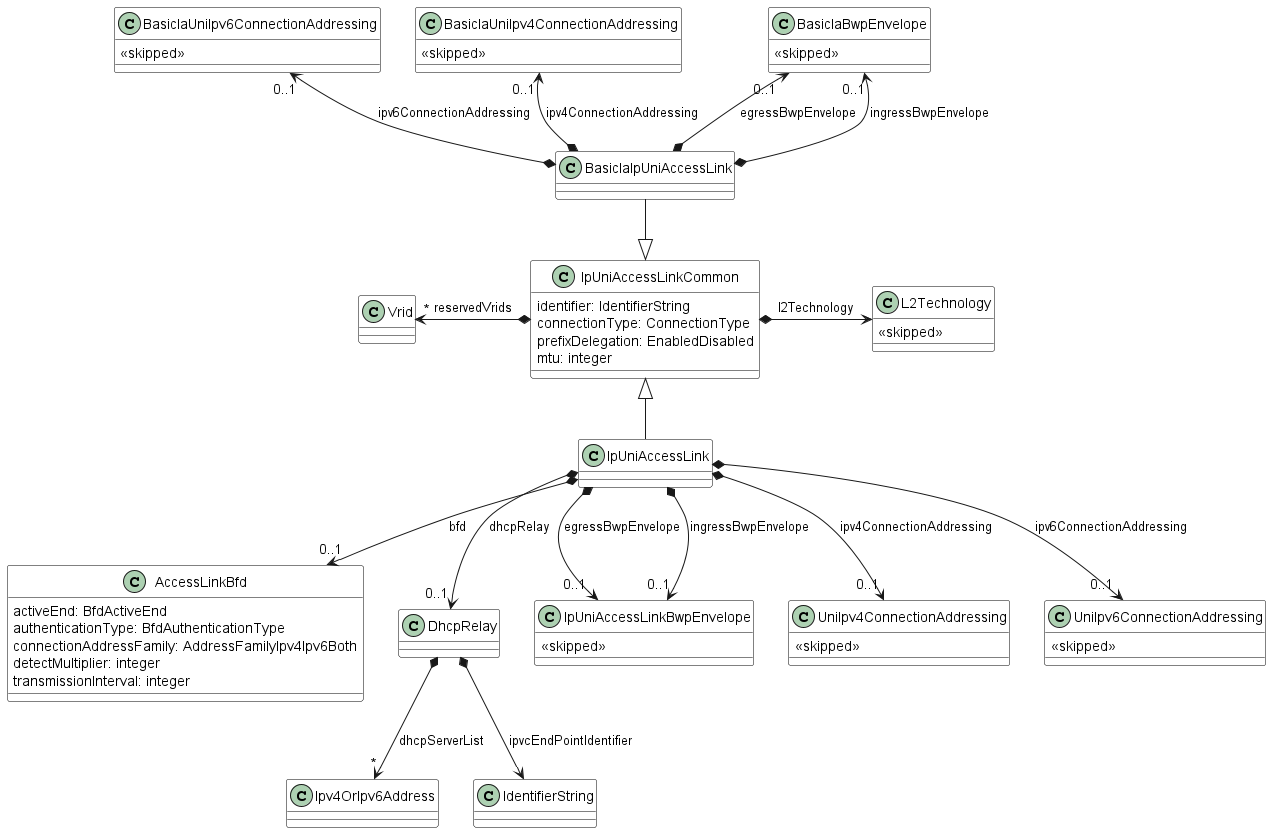 C BasicIaUniIpv6ConnectionAddressing
«skipped»
C BasicIaUniIpv4ConnectionAddressing
«skipped»
C BasicIaBwpEnvelope
«skipped»
0..1
0..1
0..1
0..1
ipv6ConnectionAddressing
ipv4ConnectionAddressing
egressBwpEnvelope
ingressBwpEnvelope
C BasicIaIpUniAccessLink
C IpUniAccessLinkCommon
identifier: IdentifierString
connectionType: ConnectionType
prefixDelegation: EnabledDisabled
mtu: integer
C Vrid
* reservedVrids
l2Technology
C L2Technology
«skipped»
C IpUniAccessLink
bfd
dhcpRelay
egressBwpEnvelope
ingressBwpEnvelope
ipv4ConnectionAddressing
ipv6ConnectionAddressing
0..1
0..1
0..1
0..1
0..1
0..1
C AccessLinkBfd
activeEnd: BfdActiveEnd
authenticationType: BfdAuthenticationType
connectionAddressFamily: AddressFamilyIpv4Ipv6Both
detectMultiplier: integer
transmissionInterval: integer
C DhcpRelay
C IpUniAccessLinkBwpEnvelope
«skipped»
C UniIpv4ConnectionAddressing
«skipped»
C UniIpv6ConnectionAddressing
«skipped»
dhcpServerList
ipvcEndPointIdentifier
*
C Ipv4OrIpv6Address
C IdentifierString